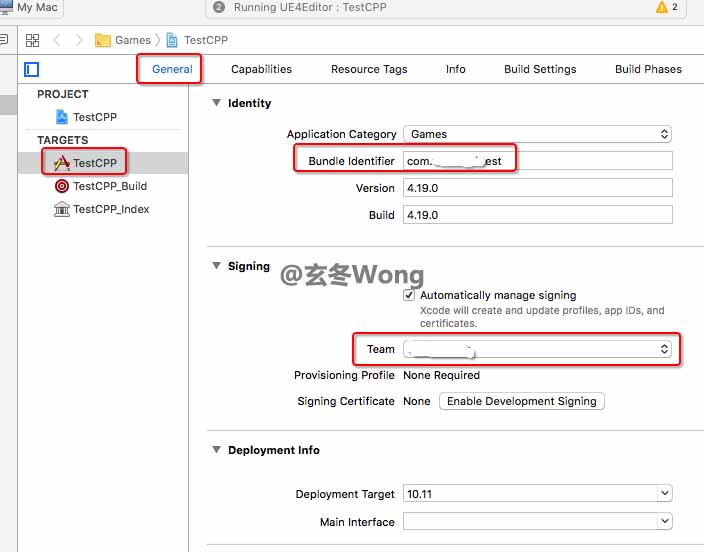 My Mac
2 Running UE4Editor : TestCPP
2
Games
TestCPP
General
Capabilities
Resource Tags
Info
Build Settings
Build Phases
PROJECT
TestCPP
TARGETS
TestCPP
TestCPP_Build
TestCPP_Index
Identity
Application Category Games
Bundle Identifier com. est
Version 4.19.0
Build 4.19.0
Signing
@玄冬Wong
Automatically manage signing
Xcode will create and update profiles, app IDs, and
certificates.
Team
Provisioning Profile None Required
Signing Certificate None Enable Development Signing
Deployment Info
Deployment Target 10.11
Main Interface